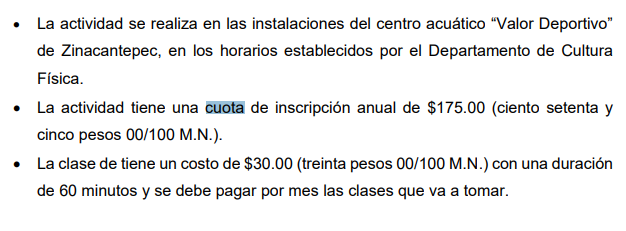 • La actividad se realiza en las instalaciones del centro acuático “Valor Deportivo”
de Zinacantepec, en los horarios establecidos por el Departamento de Cultura
Física.
• La actividad tiene una cuota de inscripción anual de $175.00 (ciento setenta y
cinco pesos 00/100 M.N.).
• La clase de tiene un costo de $30.00 (treinta pesos 00/100 M.N.) con una duración
de 60 minutos y se debe pagar por mes las clases que va a tomar.